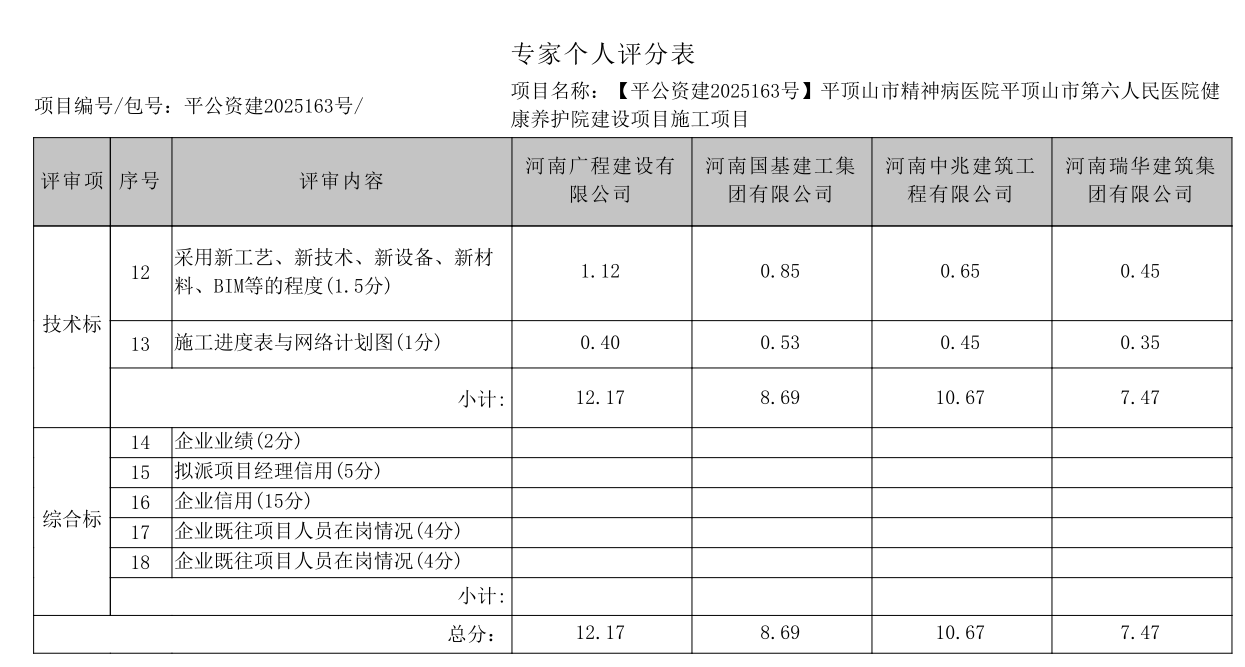 专家个人评分表
项目编号/包号：平公资建2025163号/
项目名称：【平公资建2025163号】平顶山市精神病医院平顶山市第六人民医院健
康养护院建设项目施工项目
评审项 序号 评审内容 河南广程建设有限公司 河南国基建工集团有限公司 河南中兆建筑工程有限公司 河南瑞华建筑集团有限公司
技术标
12 采用新工艺、新技术、新设备、新材料、BIM等的程度(1.5分) 1.12 0.85 0.65 0.45
13 施工进度表与网络计划图(1分) 0.40 0.53 0.45 0.35
小计: 12.17 8.69 10.67 7.47
综合标
14 企业业绩(2分)
15 拟派项目经理信用(5分)
16 企业信用(15分)
17 企业既往项目人员在岗情况(4分)
18 企业既往项目人员在岗情况(4分)
小计:
总分： 12.17 8.69 10.67 7.47